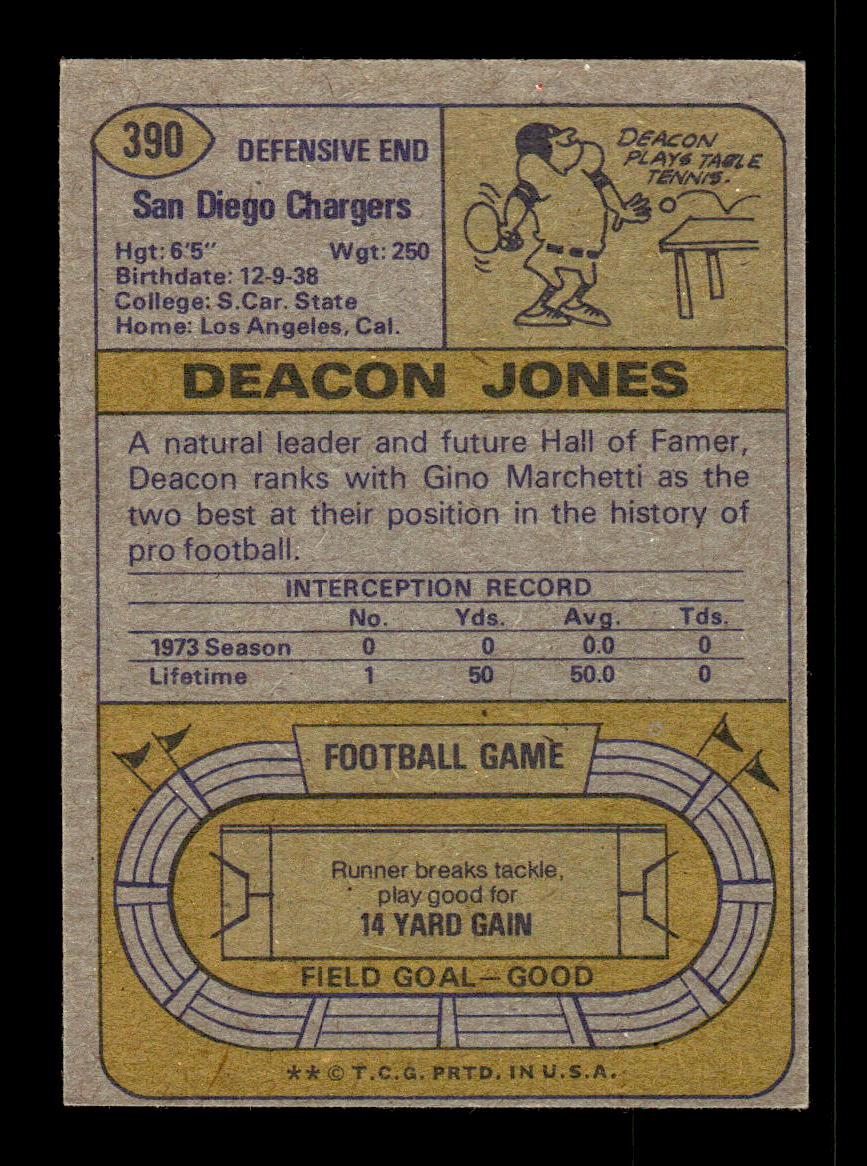 390
DEFENSIVE END
San Diego Chargers
Hgt: 6'5" Wgt: 250
Birthdate: 12-9-38
College: S.Car. State
Home: Los Angeles, Cal.
DEACON
PLAYS TABLE
TENNIS.
DEACON JONES
A natural leader and future Hall of Famer,
Deacon ranks with Gino Marchetti as the
two best at their position in the history of
pro football.
INTERCEPTION RECORD
No. Yds. Avg. Tds.
1973 Season 0 0 0.0 0
Lifetime 1 50 50.0 0
FOOTBALL GAME
Runner breaks tackle,
play good for
14 YARD GAIN
FIELD GOAL—GOOD
** © T.C.G. PRTD. IN U.S.A.